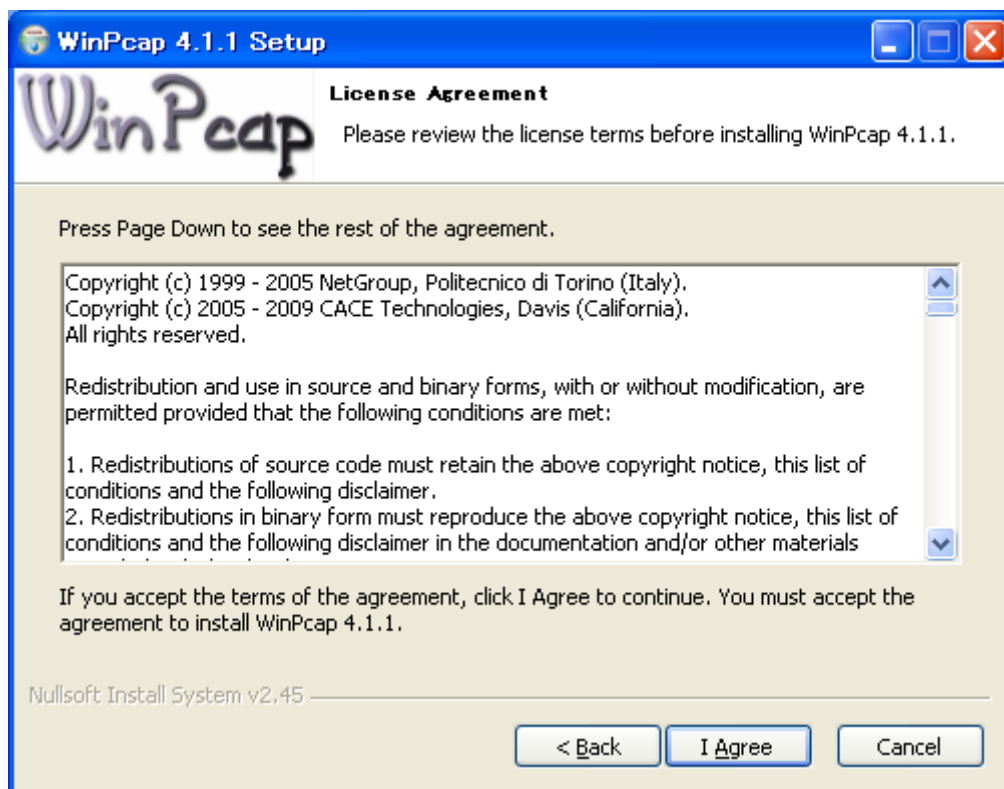 WinPcap 4.1.1 Setup
WinPcap
License Agreement
Please review the license terms before installing WinPcap 4.1.1.
Press Page Down to see the rest of the agreement.
Copyright (c) 1999 - 2005 NetGroup, Politecnico di Torino (Italy).
Copyright (c) 2005 - 2009 CACE Technologies, Davis (California).
All rights reserved.
Redistribution and use in source and binary forms, with or without modification, are
permitted provided that the following conditions are met:
1. Redistributions of source code must retain the above copyright notice, this list of
conditions and the following disclaimer.
2. Redistributions in binary form must reproduce the above copyright notice, this list of
conditions and the following disclaimer in the documentation and/or other materials
If you accept the terms of the agreement, click I Agree to continue. You must accept the
agreement to install WinPcap 4.1.1.
Nullsoft Install System v2.45
< Back
I Agree
Cancel